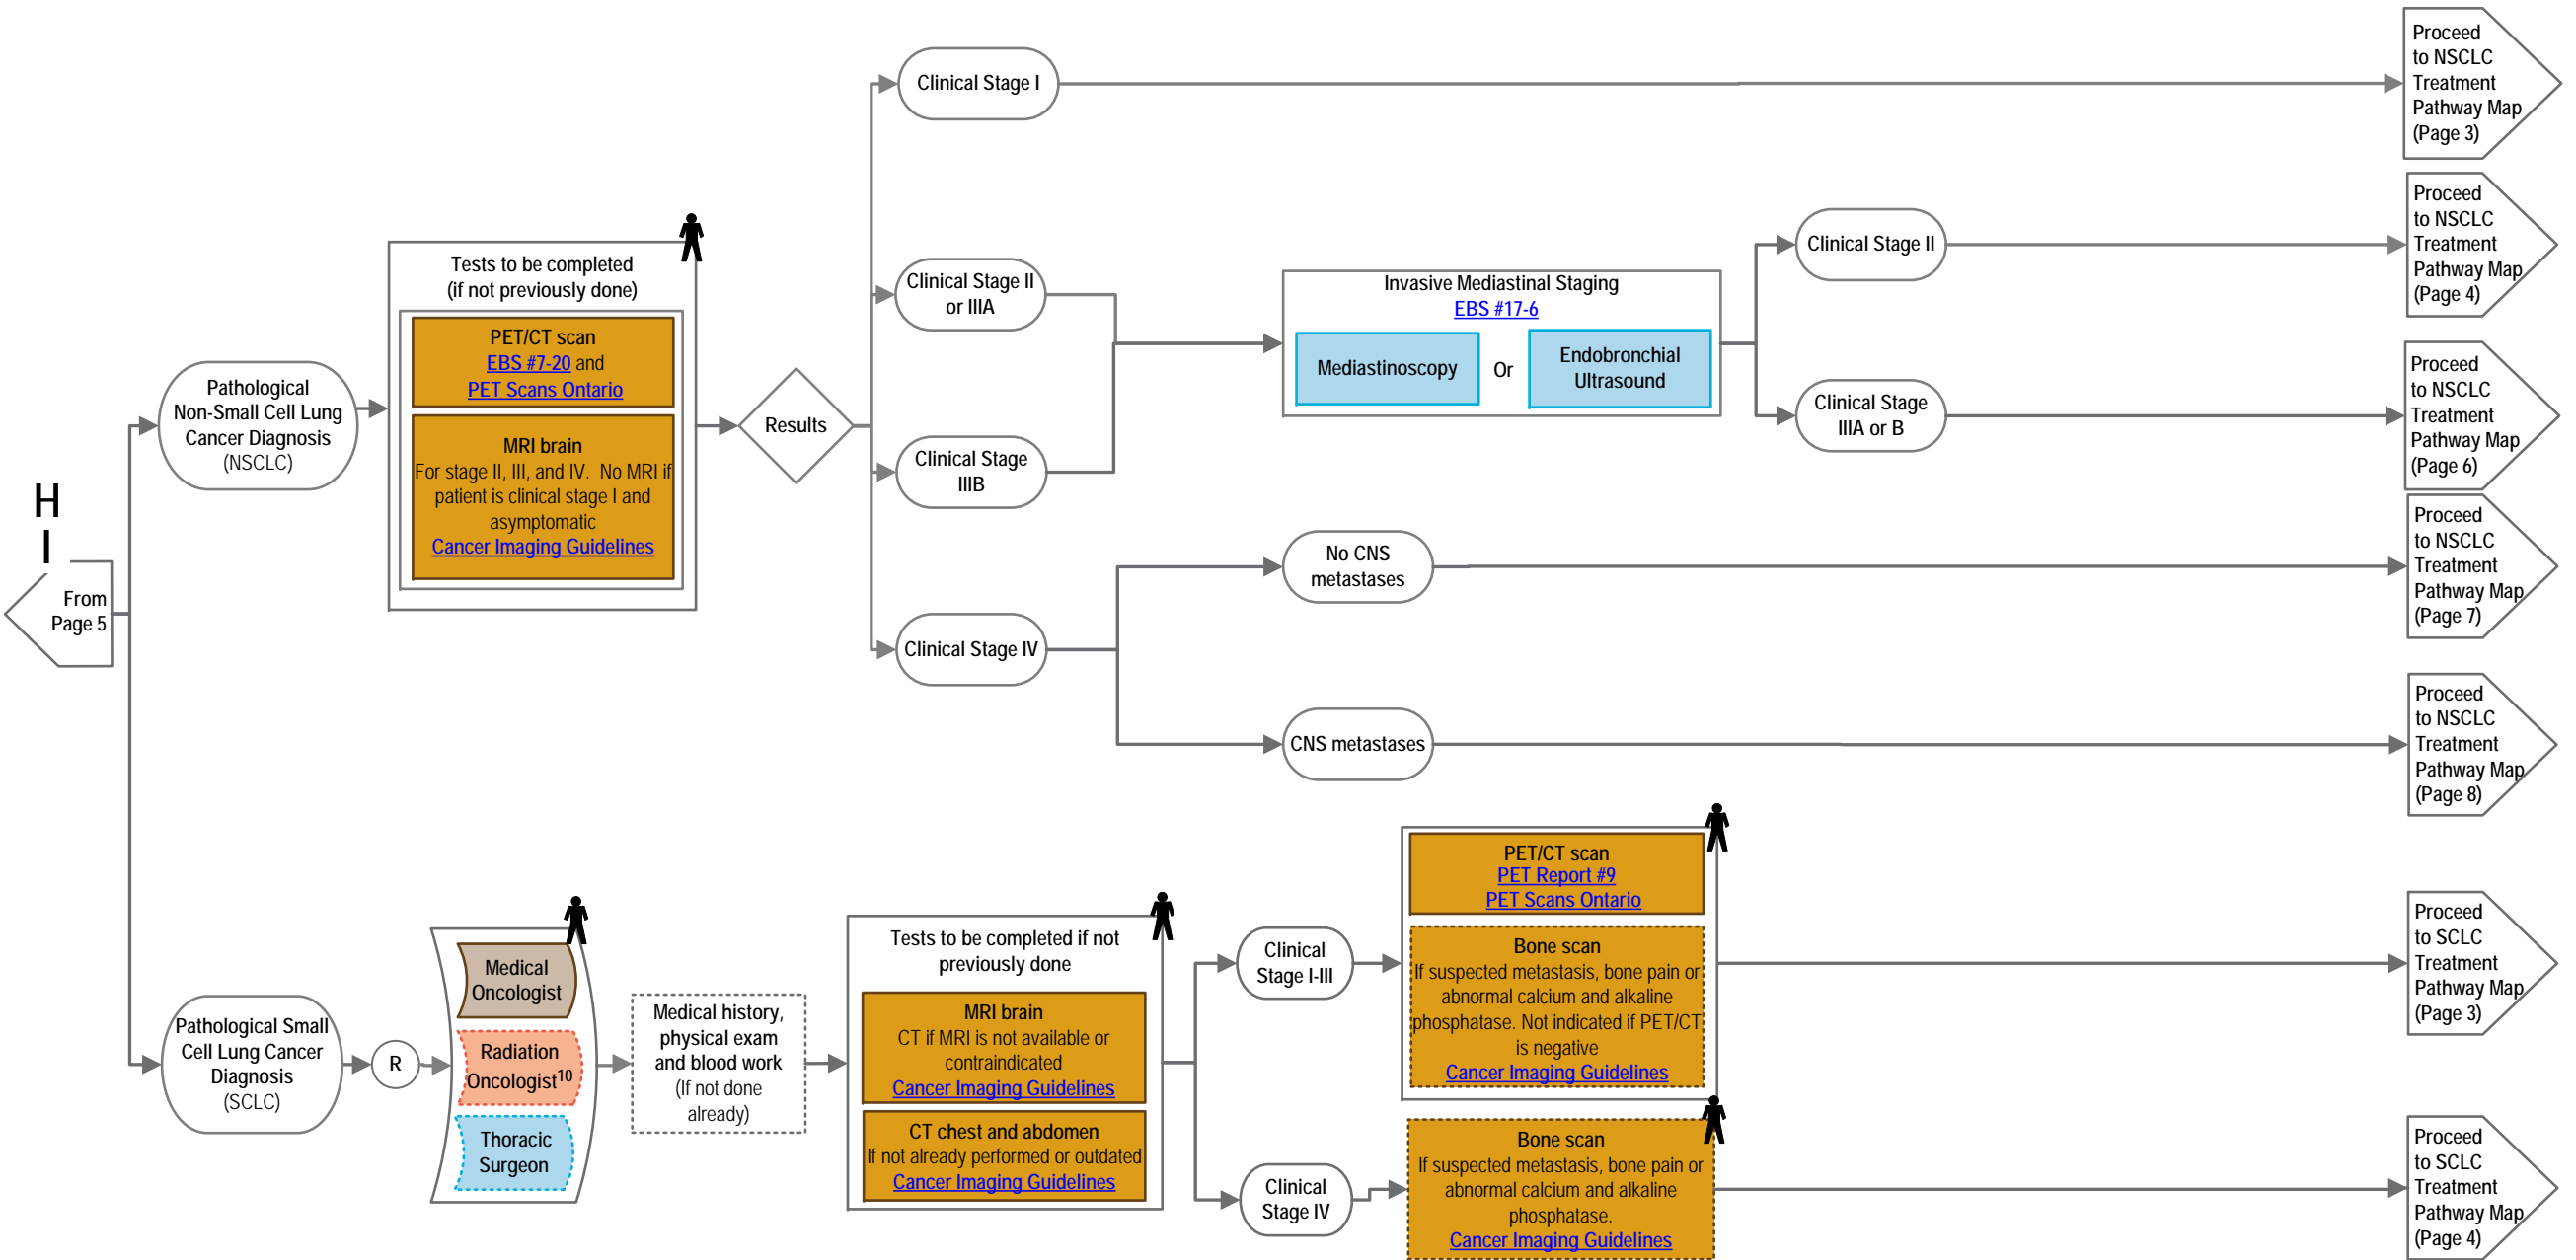 H
I
From
Page 5
Pathological
Non-Small Cell Lung
Cancer Diagnosis
(NSCLC)
Tests to be completed
(if not previously done)
PET/CT scan
EBS #7-20 and
PET Scans Ontario
MRI brain
For stage II, III, and IV. No MRI if
patient is clinical stage I and
asymptomatic
Cancer Imaging Guidelines
Results
Clinical Stage I
Proceed
to NSCLC
Treatment
Pathway Map
(Page 3)
Clinical Stage II
or IIIA
Clinical Stage
IIIB
Invasive Mediastinal Staging
EBS #17-6
Mediastinoscopy
Or
Endobronchial
Ultrasound
Clinical Stage II
Proceed
to NSCLC
Treatment
Pathway Map
(Page 4)
Clinical Stage
IIIA or B
Proceed
to NSCLC
Treatment
Pathway Map
(Page 6)
Clinical Stage IV
No CNS
metastases
Proceed
to NSCLC
Treatment
Pathway Map
(Page 7)
CNS metastases
Proceed
to NSCLC
Treatment
Pathway Map
(Page 8)
Pathological Small
Cell Lung Cancer
Diagnosis
(SCLC)
R
Medical
Oncologist
Radiation
Oncologist10
Thoracic
Surgeon
Medical history,
physical exam
and blood work
(If not done
already)
Tests to be completed if not
previously done
MRI brain
CT if MRI is not available or
contraindicated
Cancer Imaging Guidelines
CT chest and abdomen
If not already performed or outdated
Cancer Imaging Guidelines
Clinical
Stage I-III
PET/CT scan
PET Report #9
PET Scans Ontario
Bone scan
If suspected metastasis, bone pain or
abnormal calcium and alkaline
phosphatase. Not indicated if PET/CT
is negative
Cancer Imaging Guidelines
Proceed
to SCLC
Treatment
Pathway Map
(Page 3)
Clinical
Stage IV
Bone scan
If suspected metastasis, bone pain or
abnormal calcium and alkaline
phosphatase.
Cancer Imaging Guidelines
Proceed
to SCLC
Treatment
Pathway Map
(Page 4)